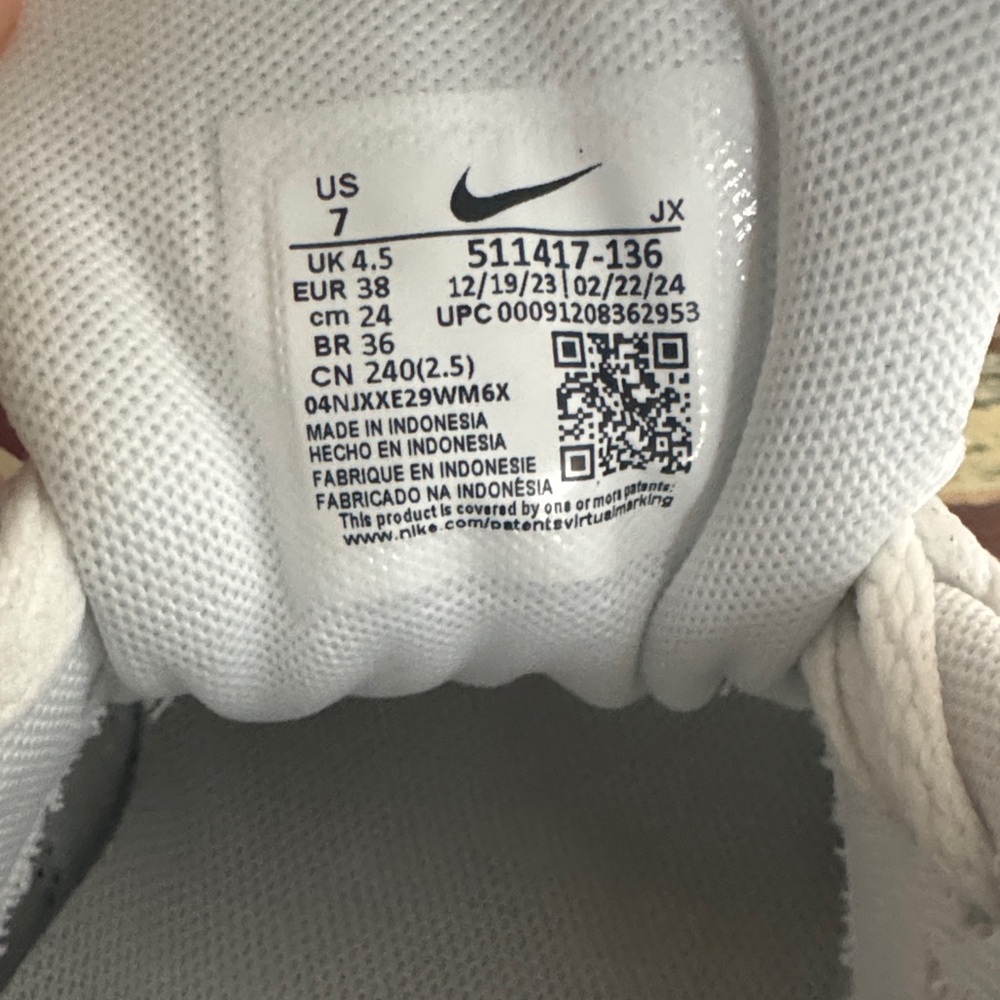 US
7
JX
UK 4.5
511417-136
EUR 38
12/19/23 | 02/22/24
cm 24
UPC 00091208362953
BR 36
CN 240(2.5)
04NJXXE29WM6X
MADE IN INDONESIA
HECHO EN INDONESIA
FABRIQUE EN INDONESIE
FABRICADO NA INDONÉSIA
This product is covered by one or more patents:
www.nike.com/patentsvirtualmarking